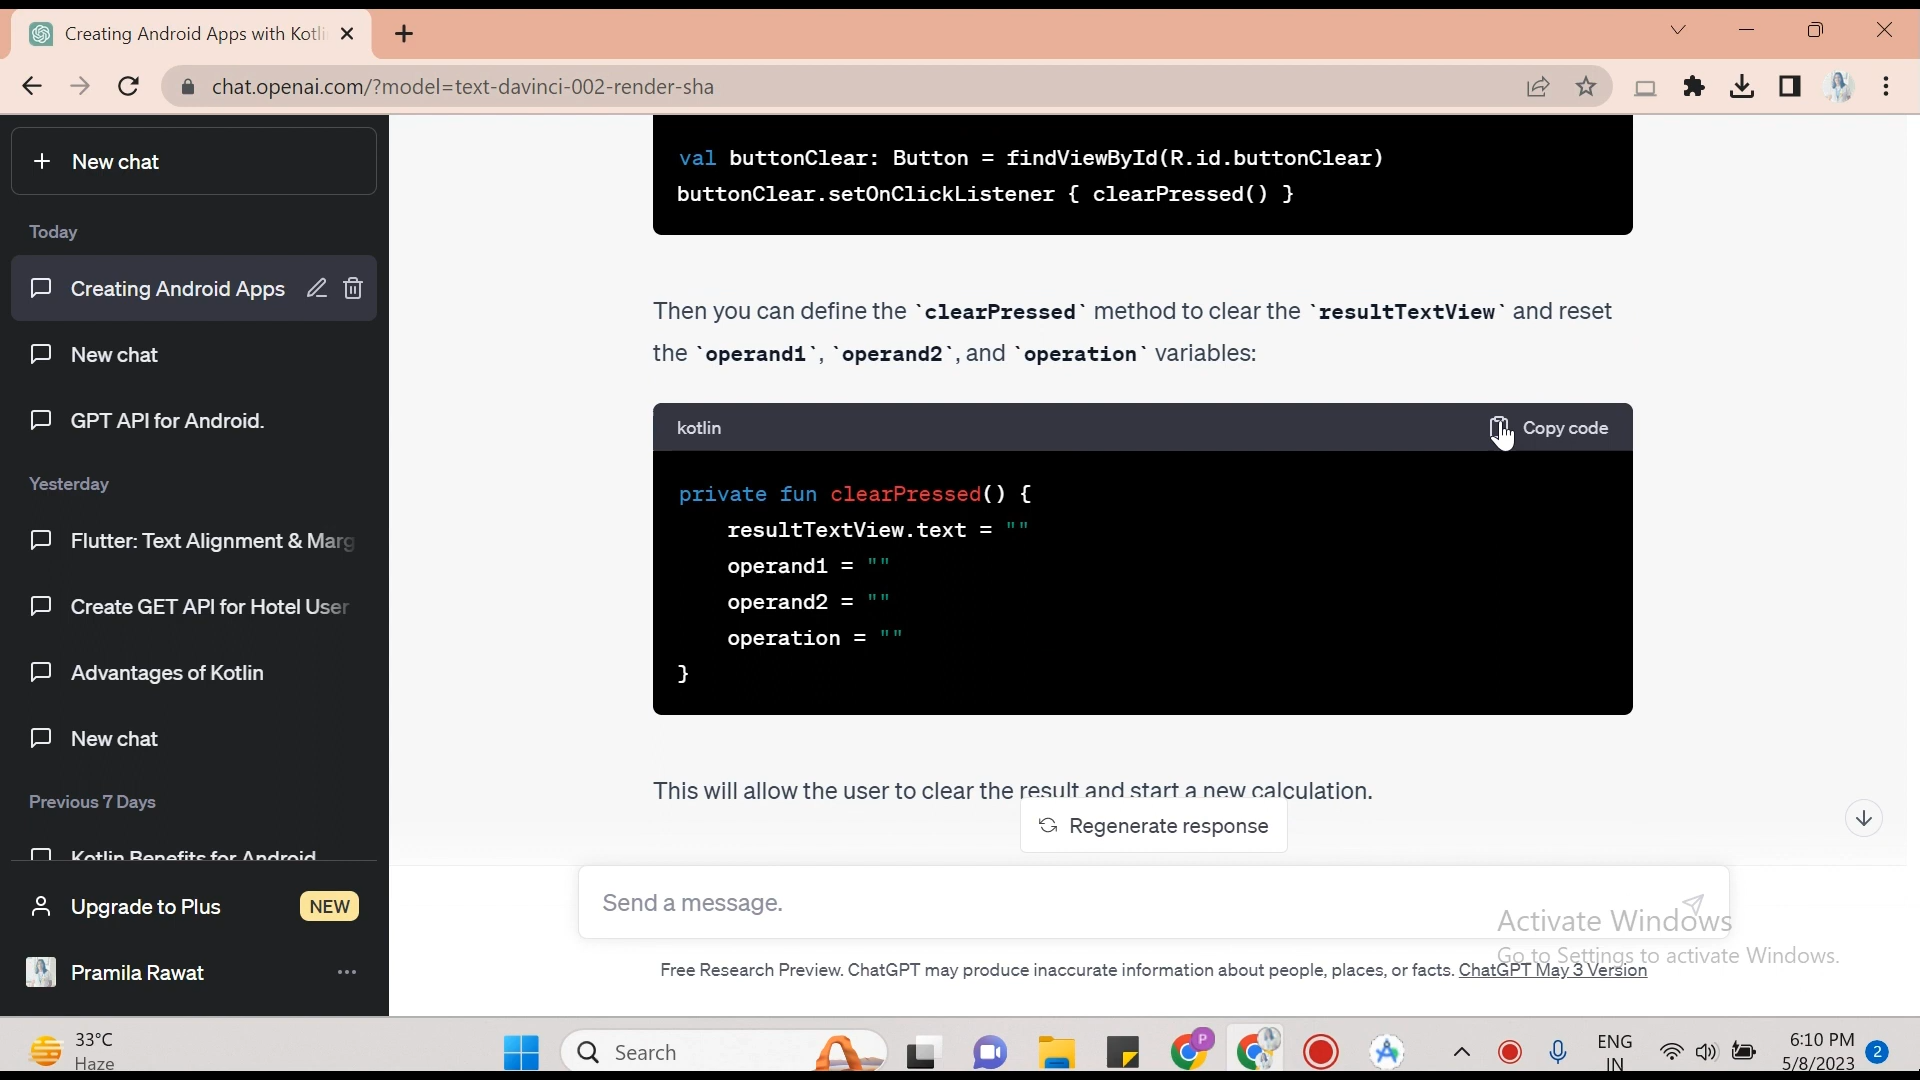 Creating Android Apps with Kotli
chat.openai.com/?model=text-davinci-002-render-sha
New chat
Today
Creating Android Apps
New chat
GPT API for Android.
Yesterday
Flutter: Text Alignment & Marg
Create GET API for Hotel User
Advantages of Kotlin
New chat
Previous 7 Days
Kotlin Benefits for Android
Upgrade to Plus NEW
Pramila Rawat
val buttonClear: Button = findViewById(R.id.buttonClear)
buttonClear.setOnClickListener { clearPressed() }
Then you can define the `clearPressed` method to clear the `resultTextView` and reset
the `operand1`, `operand2`, and `operation` variables:
kotlin Copy code
private fun clearPressed() {
resultTextView.text = ""
operand1 = ""
operand2 = ""
operation = ""
}
This will allow the user to clear the result and start a new calculation.
Regenerate response
Send a message.
Activate Windows
Go to Settings to activate Windows.
Free Research Preview. ChatGPT may produce inaccurate information about people, places, or facts. ChatGPT May 3 Version
33°C
Haze
Search
P
ENG
IN
6:10 PM
5/8/2023
2